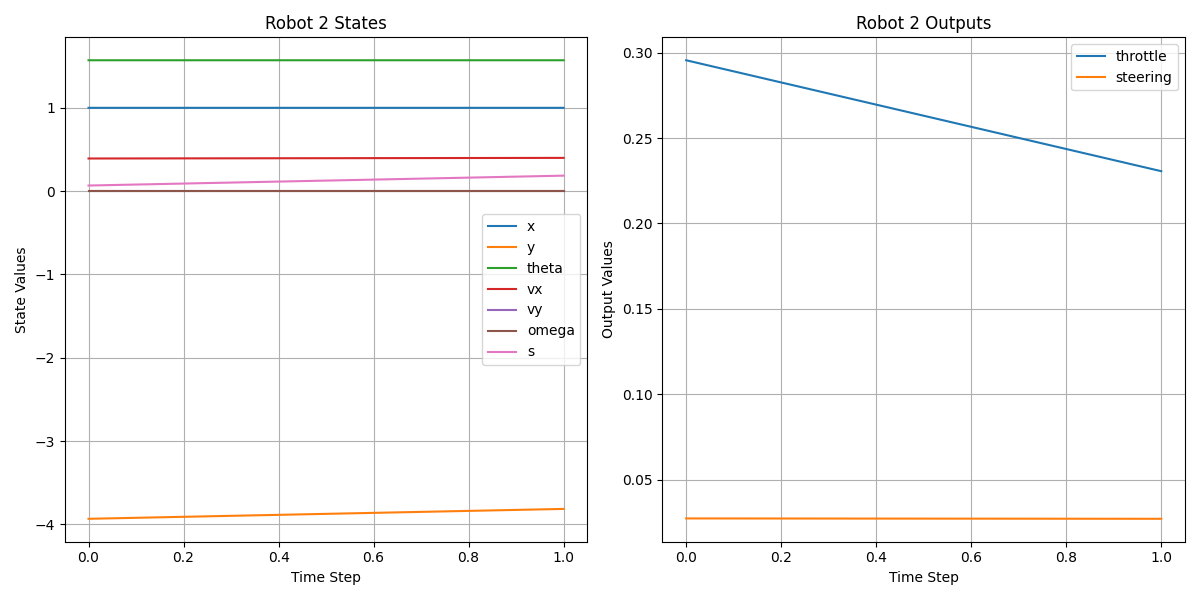 Robot 2 States
State Values
1
0
−1
−2
−3
−4
x
y
theta
vx
vy
omega
s
0.0 0.2 0.4 0.6 0.8 1.0
Time Step
Robot 2 Outputs
Output Values
0.30
0.25
0.20
0.15
0.10
0.05
throttle
steering
0.0 0.2 0.4 0.6 0.8 1.0
Time Step